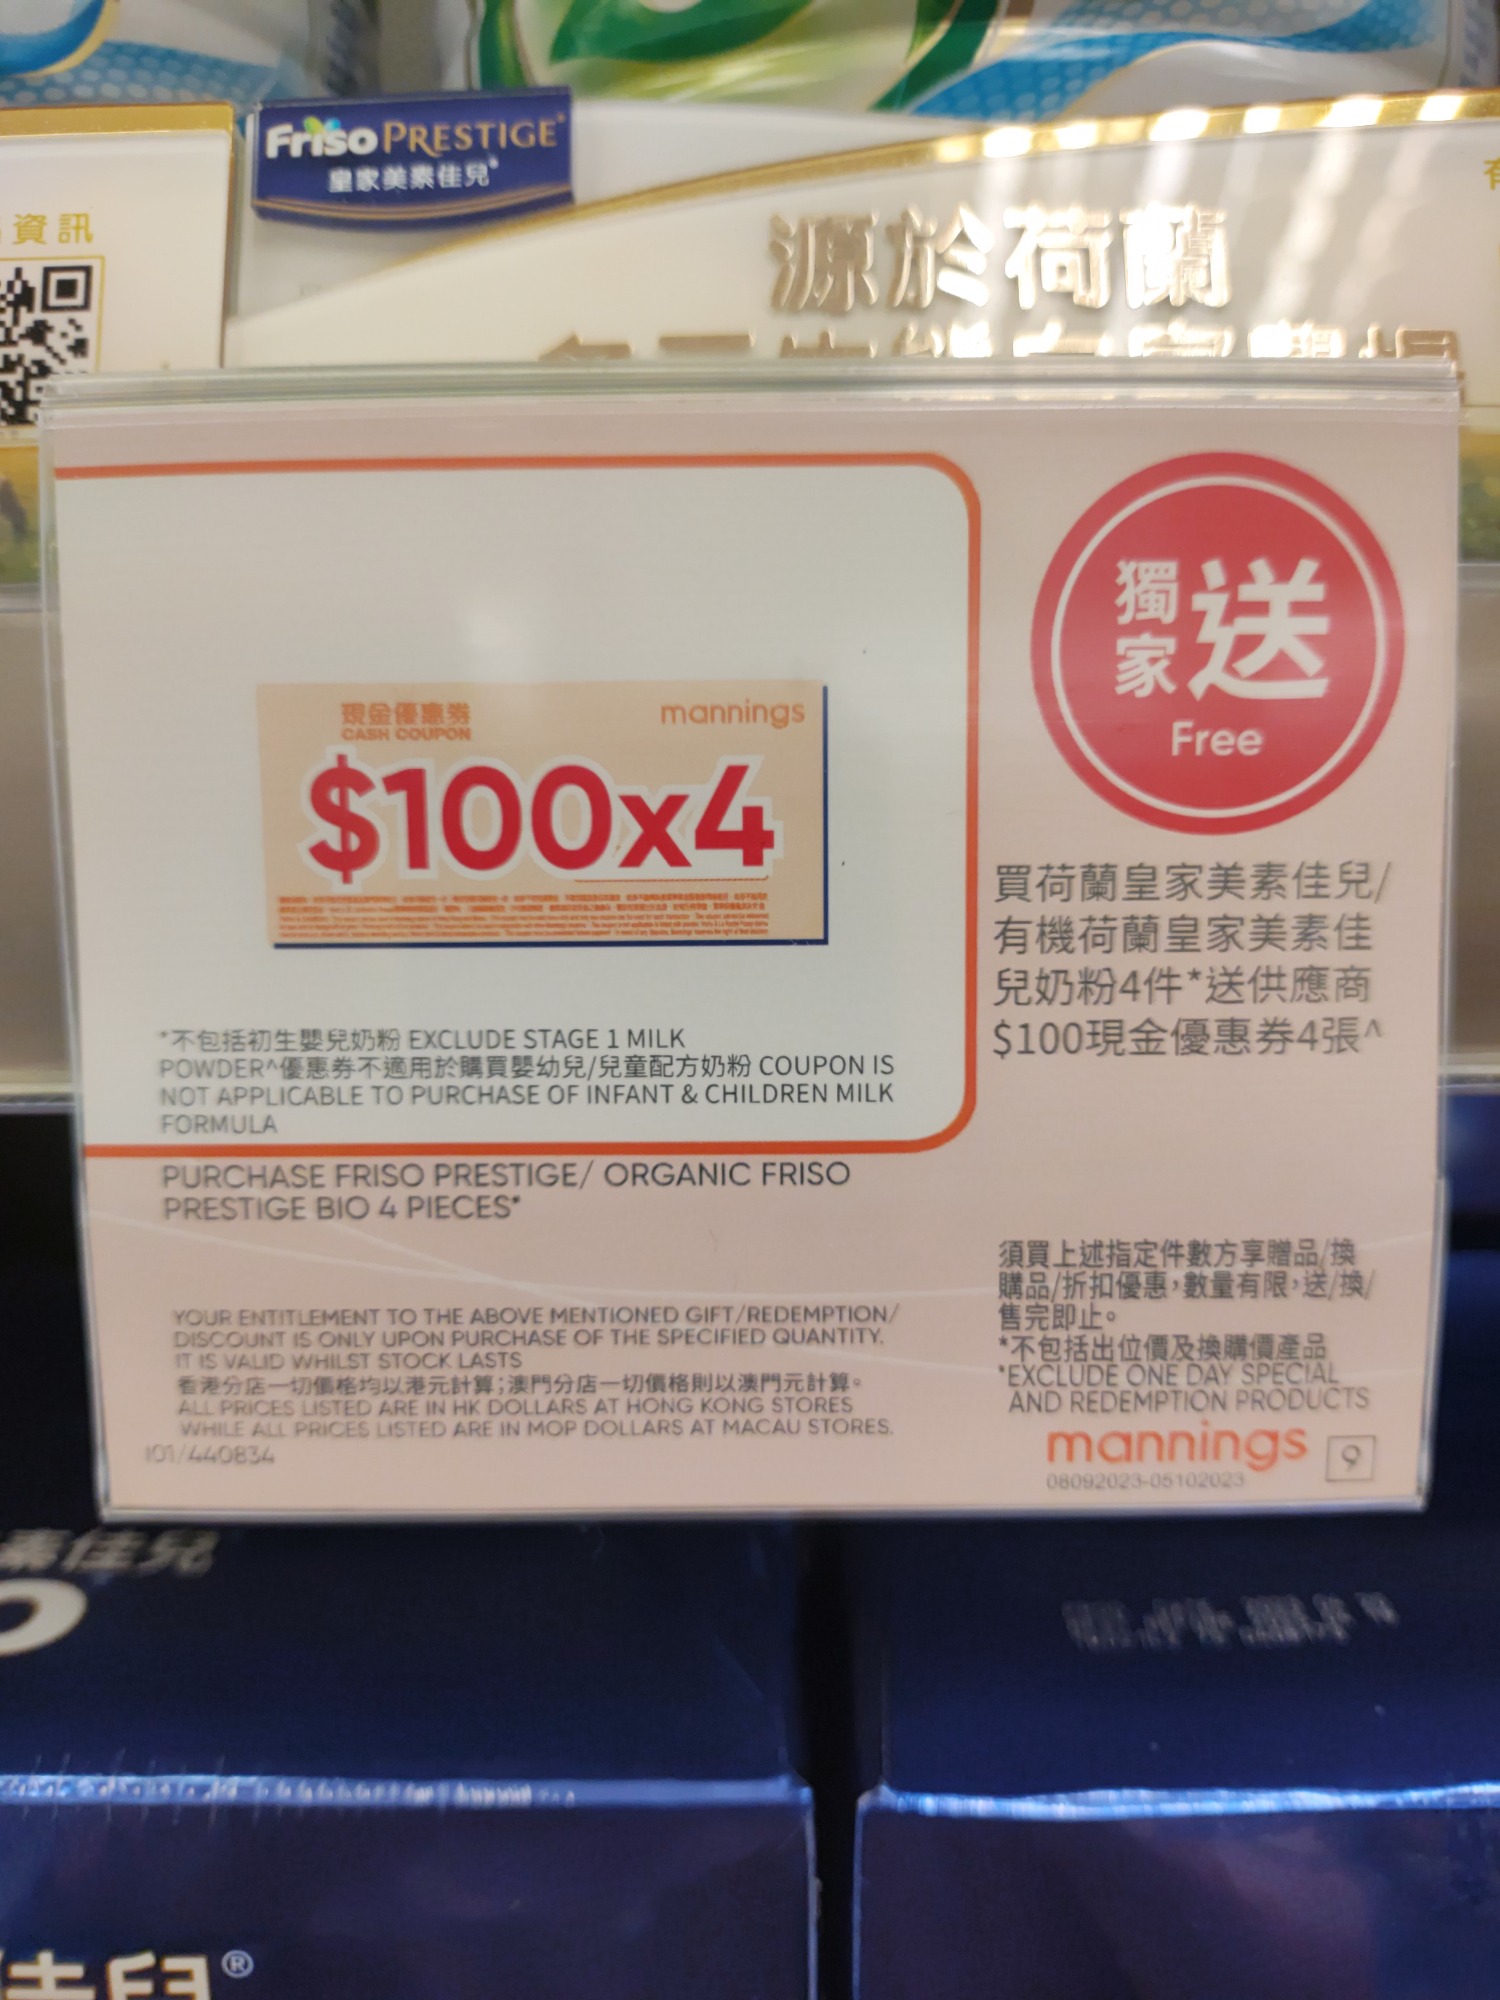 Friso PRESTIGE
皇家美素佳兒
資訊
源於荷蘭
現金優惠券
CASH COUPON
mannings
$100x4
獨家送
Free
買荷蘭皇家美素佳兒/
有機荷蘭皇家美素佳
兒奶粉4件*送供應商
$100現金優惠券4張^
*不包括初生嬰兒奶粉 EXCLUDE STAGE 1 MILK
POWDER^優惠券不適用於購買嬰幼兒/兒童配方奶粉 COUPON IS
NOT APPLICABLE TO PURCHASE OF INFANT & CHILDREN MILK
FORMULA
PURCHASE FRISO PRESTIGE/ ORGANIC FRISO
PRESTIGE BIO 4 PIECES*
YOUR ENTITLEMENT TO THE ABOVE MENTIONED GIFT/REDEMPTION/
DISCOUNT IS ONLY UPON PURCHASE OF THE SPECIFIED QUANTITY.
IT IS VALID WHILST STOCK LASTS
香港分店一切價格均以港元計算；澳門分店一切價格則以澳門元計算。
ALL PRICES LISTED ARE IN HK DOLLARS AT HONG KONG STORES
WHILE ALL PRICES LISTED ARE IN MOP DOLLARS AT MACAU STORES.
101/440834
須買上述指定件數方享贈品/換
購品/折扣優惠，數量有限，送/換/
售完即止。
*不包括出位價及換購價產品
*EXCLUDE ONE DAY SPECIAL
AND REDEMPTION PRODUCTS
mannings 9
08092023-05102023
素佳兒
佳兒®